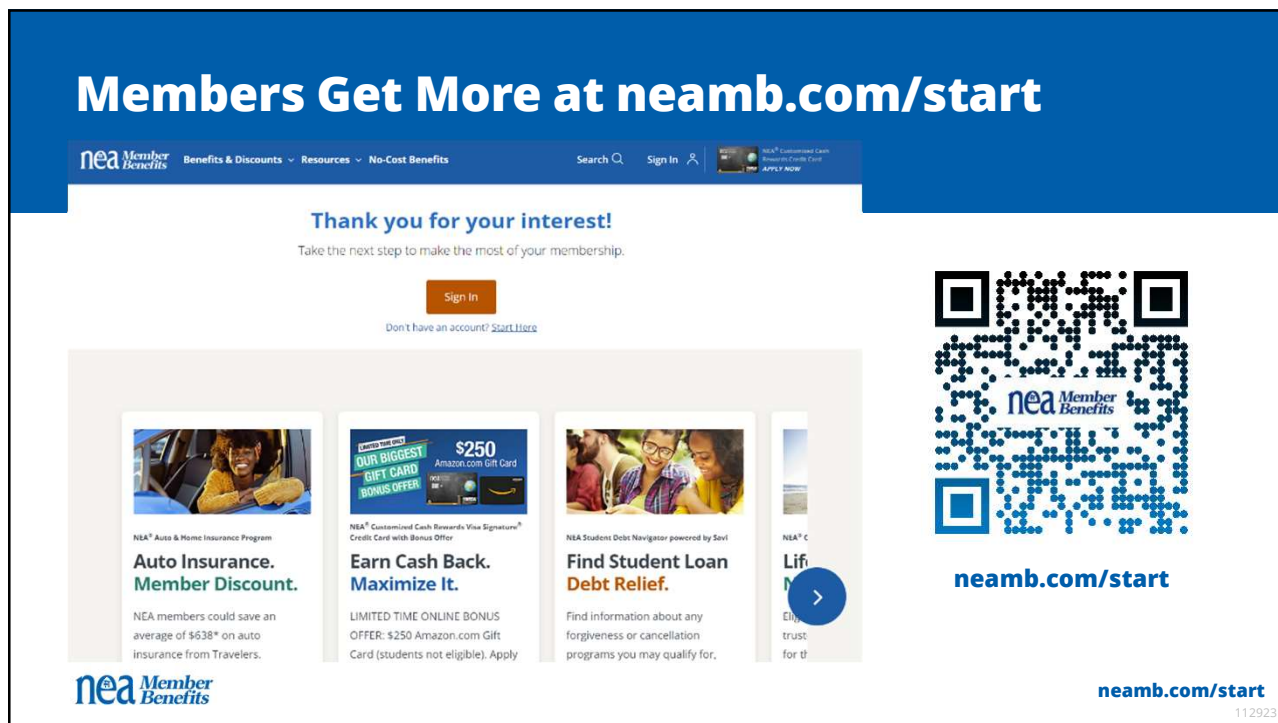 Members Get More at neamb.com/start
nea Member Benefits
Benefits & Discounts
Resources
No-Cost Benefits
Search
Sign In
NEA® Customized Cash
Rewards Credit Card
APPLY NOW
Thank you for your interest!
Take the next step to make the most of your membership.
Sign In
Don't have an account? Start Here
LIMITED TIME ONLY
OUR BIGGEST
GIFT CARD
BONUS OFFER
$250
Amazon.com Gift Card
NEA® Auto & Home Insurance Program
Auto Insurance.
Member Discount.
NEA members could save an
average of $638* on auto
insurance from Travelers.
NEA® Customized Cash Rewards Visa Signature®
Credit Card with Bonus Offer
Earn Cash Back.
Maximize It.
LIMITED TIME ONLINE BONUS
OFFER: $250 Amazon.com Gift
Card (students not eligible). Apply
NEA Student Debt Navigator powered by Savi
Find Student Loan
Debt Relief.
Find information about any
forgiveness or cancellation
programs you may qualify for,
NEA®
nea Member Benefits
neamb.com/start
nea Member Benefits
neamb.com/start
112923